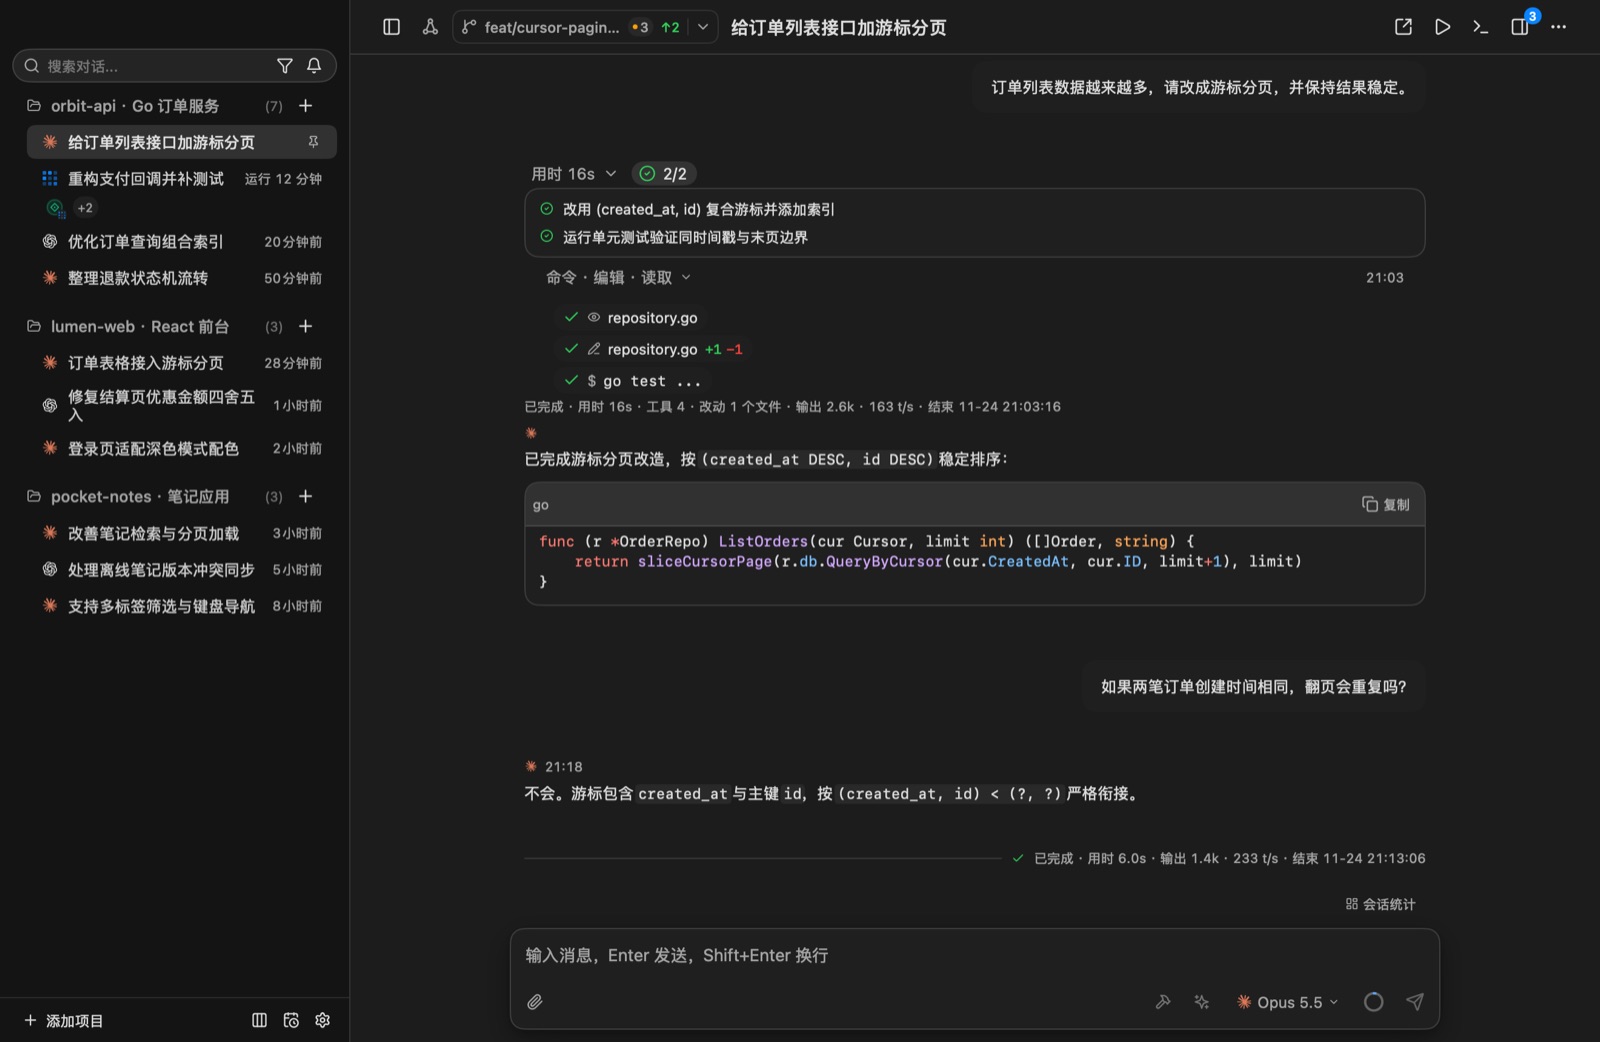 搜索对话...
orbit-api · Go 订单服务 (7)
给订单列表接口加游标分页
重构支付回调并补测试 运行 12 分钟
+2
优化订单查询组合索引 20分钟前
整理退款状态机流转 50分钟前
lumen-web · React 前台 (3)
订单表格接入游标分页 28分钟前
修复结算页优惠金额四舍五
入 1小时前
登录页适配深色模式配色 2小时前
pocket-notes · 笔记应用 (3)
改善笔记检索与分页加载 3小时前
处理离线笔记版本冲突同步 5小时前
支持多标签筛选与键盘导航 8小时前
添加项目
feat/cursor-pagin... 3 ↑2 给订单列表接口加游标分页
3
订单列表数据越来越多，请改成游标分页，并保持结果稳定。
用时 16s 2/2
改用 (created_at, id) 复合游标并添加索引
运行单元测试验证同时间戳与末页边界
命令 · 编辑 · 读取 21:03
repository.go
repository.go +1 −1
$ go test ...
已完成 · 用时 16s · 工具 4 · 改动 1 个文件 · 输出 2.6k · 163 t/s · 结束 11-24 21:03:16
已完成游标分页改造，按 (created_at DESC, id DESC) 稳定排序：
go 复制
func (r *OrderRepo) ListOrders(cur Cursor, limit int) ([]Order, string) {
return sliceCursorPage(r.db.QueryByCursor(cur.CreatedAt, cur.ID, limit+1), limit)
}
如果两笔订单创建时间相同，翻页会重复吗？
21:18
不会。游标包含 created_at 与主键 id，按 (created_at, id) < (?, ?) 严格衔接。
已完成 · 用时 6.0s · 输出 1.4k · 233 t/s · 结束 11-24 21:13:06
会话统计
输入消息，Enter 发送，Shift+Enter 换行
Opus 5.5